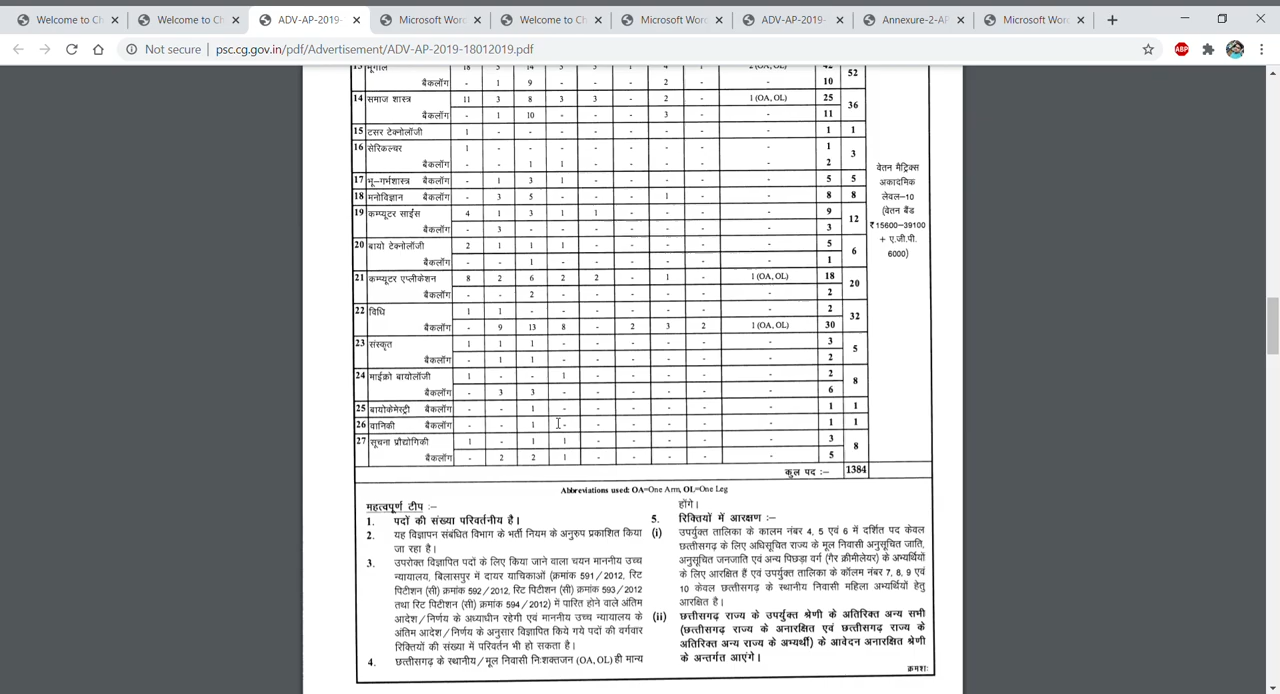 Welcome to Ch
Welcome to Ch
ADV-AP-2019-
Microsoft Word
Welcome to Ch
Microsoft Word
ADV-AP-2019-
Annexure-2-AP
Microsoft Word
Not secure | psc.cg.gov.in/pdf/Advertisement/ADV-AP-2019-18012019.pdf
ABP
बैकलॉग - 1 9 - - - 2 - - 10 52
14 समाज शास्त्र 11 3 8 3 3 - 2 - 1 (OA, OL) 25 36
बैकलॉग - 1 10 - - - 3 - - 11
15 टसर टेक्नोलॉजी 1 - - - - - - - - 1 1
16 सेरिकल्चर 1 - - - - - - - - 1 3
बैकलॉग - - 1 1 - - - - - 2
17 भू-गर्भशास्त्र बैकलॉग - 1 3 1 - - - - - 5 5
18 मनोविज्ञान बैकलॉग - 3 5 - - - 1 - - 8 8
19 कम्प्यूटर साईंस 4 1 3 1 1 - - - - 9 12
बैकलॉग - 3 - - - - - - - 3
20 बायो टेक्नोलॉजी 2 1 1 1 - - - - - 5 6
बैकलॉग - - 1 - - - - - - 1
21 कम्प्यूटर एप्लीकेशन 8 2 6 2 2 - 1 - 1 (OA, OL) 18 20
बैकलॉग - - 2 - - - - - - 2
22 विधि 1 1 - - - - - - - 2 32
बैकलॉग - 9 13 8 - 2 3 2 1 (OA, OL) 30
23 संस्कृत 1 1 1 - - - - - - 3 5
बैकलॉग - 1 1 - - - - - - 2
24 माईक्रो बायोलॉजी 1 - - 1 - - - - - 2 8
बैकलॉग - 3 3 - - - - - - 6
25 बायोकेमेस्ट्री बैकलॉग - - 1 - - - - - - 1 1
26 वानिकी बैकलॉग - - 1 - - - - - - 1 1
27 सूचना प्रौद्योगिकी 1 - 1 1 - - - - - 3 8
बैकलॉग - 2 2 1 - - - - - 5
वेतन मैट्रिक्स
अकादमिक
लेवल-10
(वेतन बैंड
₹15600-39100
+ ए.जी.पी.
6000)
कुल पद :- 1384
Abbreviations used: OA=One Arm, OL=One Leg
महत्वपूर्ण टीप :-
1. पदों की संख्या परिवर्तनीय है।
2. यह विज्ञापन संबंधित विभाग के भर्ती नियम के अनुरुप प्रकाशित किया
जा रहा है।
3. उपरोक्त विज्ञापित पदों के लिए किया जाने वाला चयन माननीय उच्च
न्यायालय, बिलासपुर में दायर याचिकाओं (क्रमांक 591/2012, रिट
पिटीशन (सी) क्रमांक 592/2012, रिट पिटीशन (सी) क्रमांक 593/2012
तथा रिट पिटीशन (सी) क्रमांक 594/2012) में पारित होने वाले अंतिम
आदेश/निर्णय के अध्याधीन रहेगी एवं माननीय उच्च न्यायालय के
अंतिम आदेश/निर्णय के अनुसार विज्ञापित किये गये पदों की वर्गवार
रिक्तियों की संख्या में परिवर्तन भी हो सकता है।
4. छत्तीसगढ़ के स्थानीय/मूल निवासी निःशक्तजन (OA, OL) ही मान्य
होंगे।
5. रिक्तियों में आरक्षण :-
(i) उपर्युक्त तालिका के कालम नंबर 4, 5 एवं 6 में दर्शित पद केवल
छत्तीसगढ़ के लिए अधिसूचित राज्य के मूल निवासी अनुसूचित जाति,
अनुसूचित जनजाति एवं अन्य पिछड़ा वर्ग (गैर क्रीमीलेयर) के अभ्यर्थियों
के लिए आरक्षित हैं एवं उपर्युक्त तालिका के कॉलम नंबर 7, 8, 9 एवं
10 केवल छत्तीसगढ़ के स्थानीय निवासी महिला अभ्यर्थियों हेतु
आरक्षित है।
(ii) छत्तीसगढ़ राज्य के उपर्युक्त श्रेणी के अतिरिक्त अन्य सभी
(छत्तीसगढ़ राज्य के अनारक्षित एवं छत्तीसगढ़ राज्य के
अतिरिक्त अन्य राज्य के अभ्यर्थी) के आवेदन अनारक्षित श्रेणी
के अन्तर्गत आएंगे।
क्रमशः